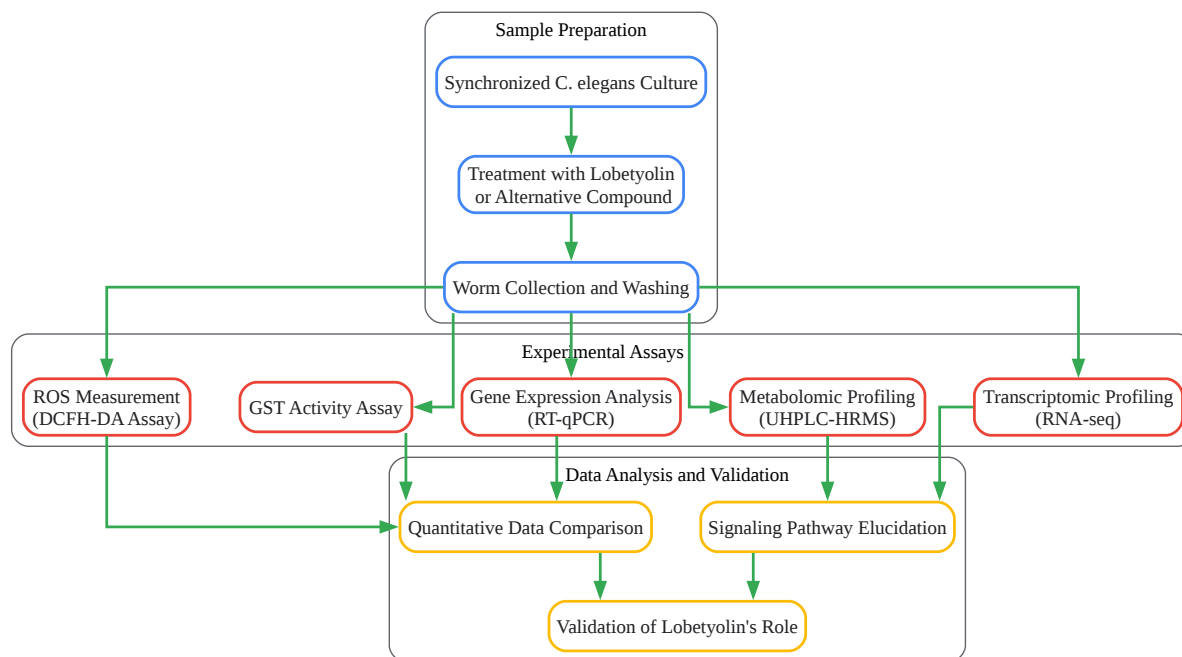 Sample Preparation
Synchronized C. elegans Culture
Treatment with Lobetyolin
or Alternative Compound
Worm Collection and Washing
Experimental Assays
ROS Measurement
(DCFH-DA Assay)
GST Activity Assay
Gene Expression Analysis
(RT-qPCR)
Metabolomic Profiling
(UHPLC-HRMS)
Transcriptomic Profiling
(RNA-seq)
Data Analysis and Validation
Quantitative Data Comparison
Signaling Pathway Elucidation
Validation of Lobetyolin's Role